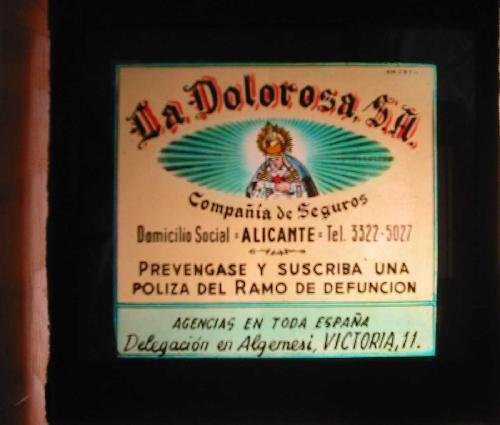 La Dolorosa, S.A.
Compañía de Seguros
Domicilio Social = ALICANTE = Tel. 3322-5027
PREVENGASE Y SUSCRIBA UNA
POLIZA DEL RAMO DE DEFUNCION
AGENCIAS EN TODA ESPAÑA
Delegación en Algemesi, VICTORIA, 11.